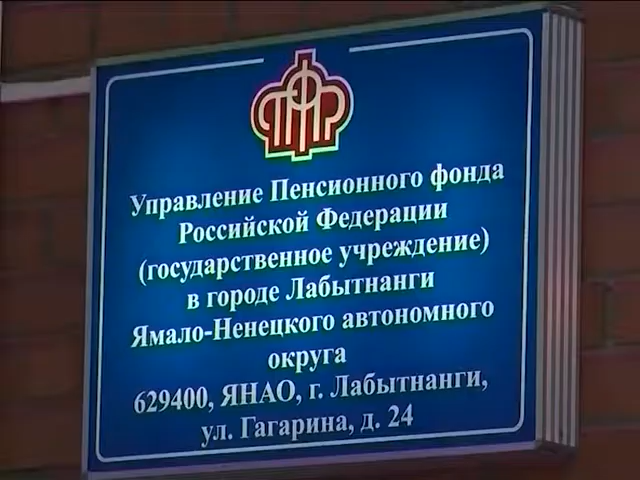 ПФР
Управление Пенсионного фонда
Российской Федерации
(государственное учреждение)
в городе Лабытнанги
Ямало-Ненецкого автономного
округа
629400, ЯНАО, г. Лабытнанги,
ул. Гагарина, д. 24